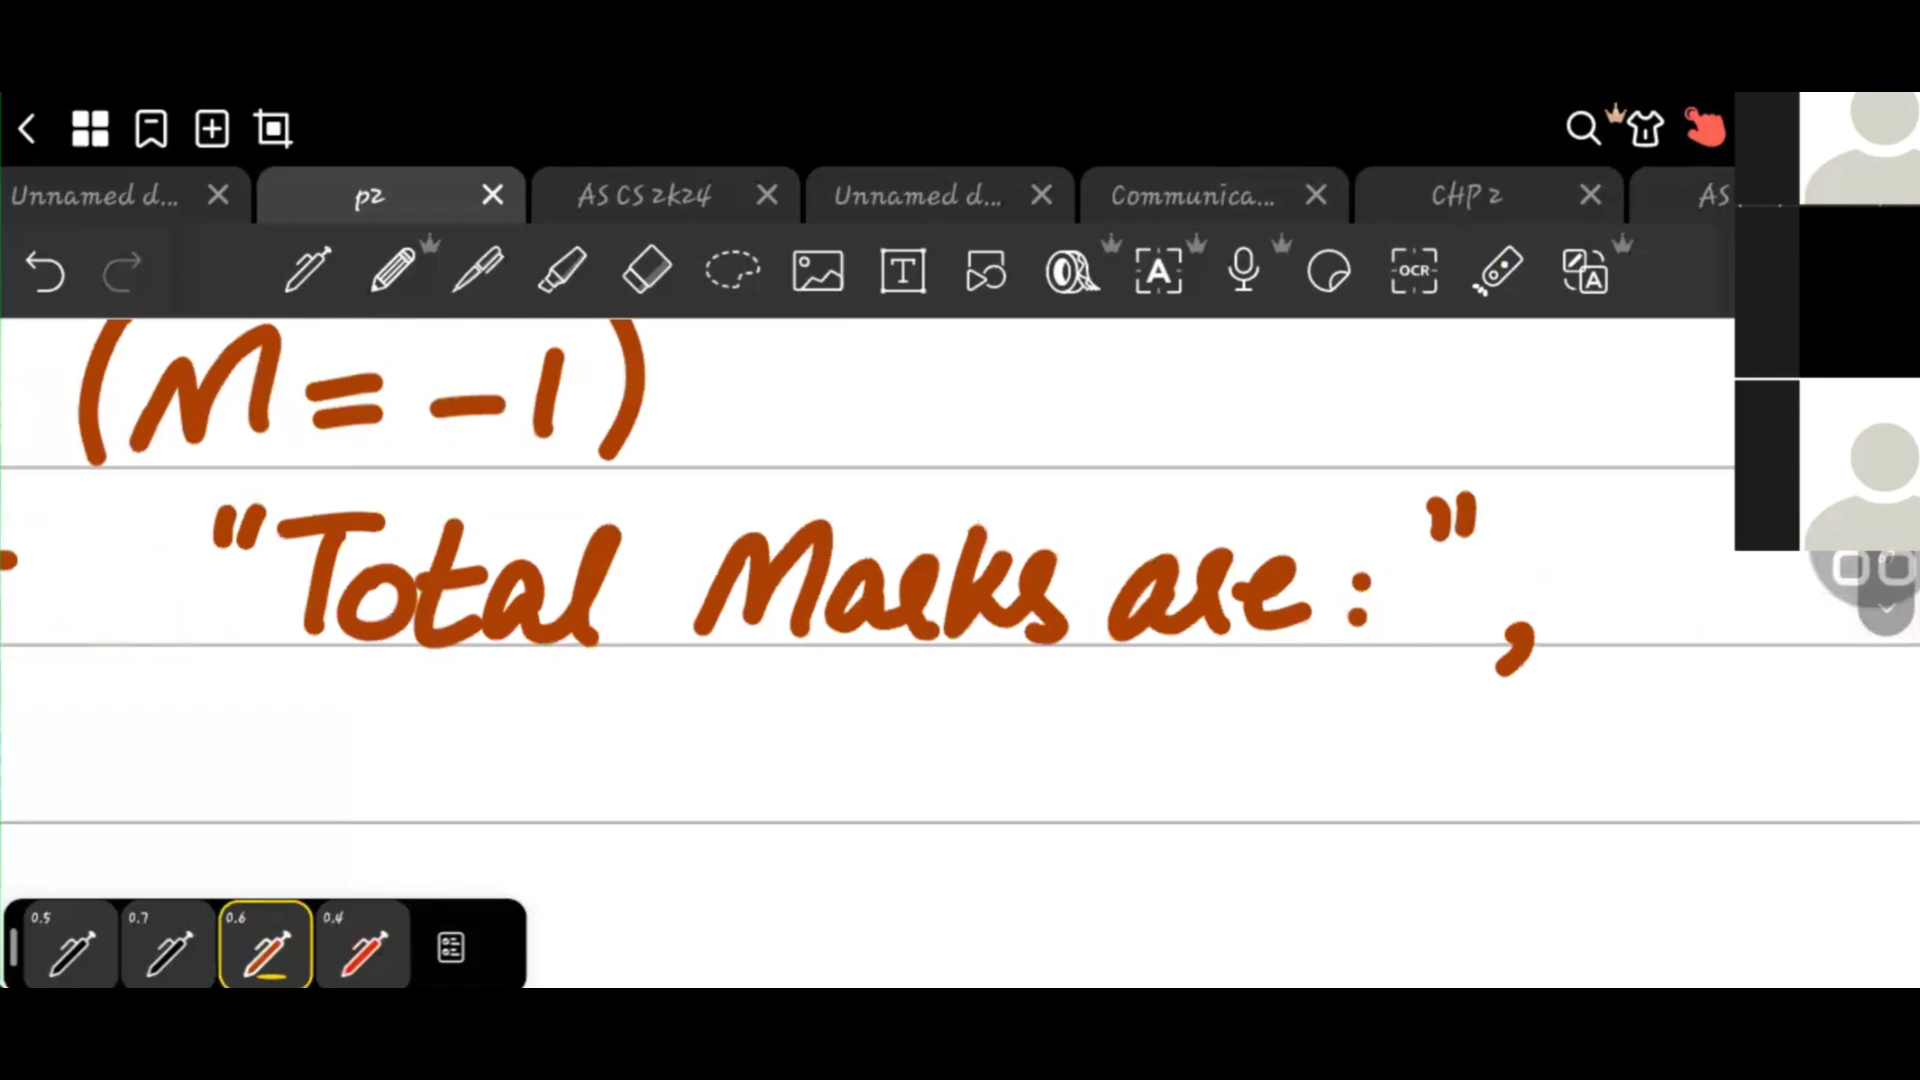 Unnamed d... p2 AS CS 2k24 Unnamed d... Communica... CHP 2 AS
T A OCR A
(M = -1)
"Total Marks are: ",
0.5 0.7 0.6 0.4